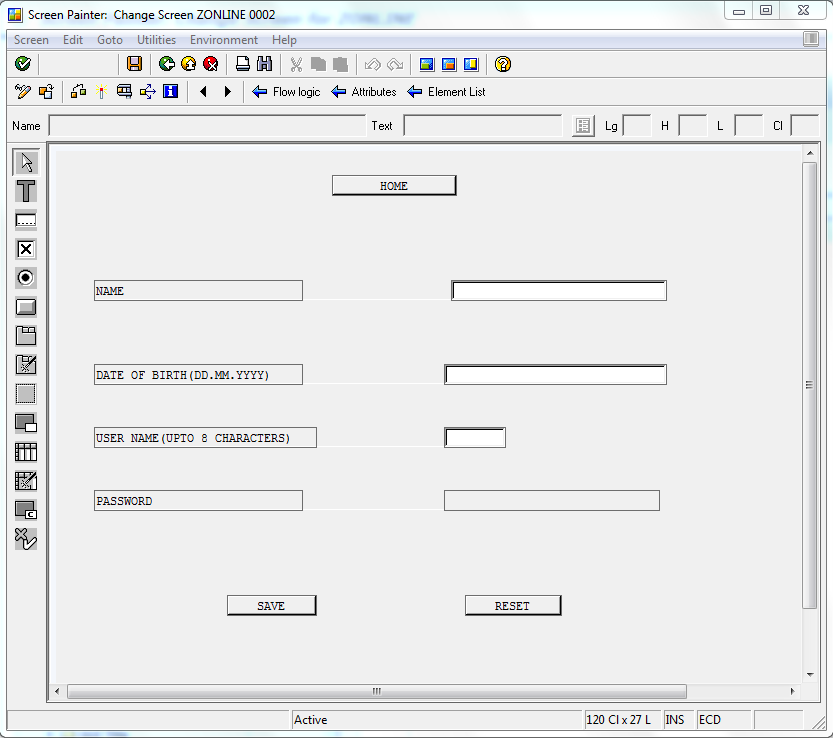 Screen Painter: Change Screen ZONLINE 0002
Screen Edit Goto Utilities Environment Help
Flow logic Attributes Element List
Name Text Lg H L Cl
HOME
NAME
DATE OF BIRTH(DD.MM.YYYY)
USER NAME(UPTO 8 CHARACTERS)
PASSWORD
SAVE RESET
Active 120 Cl x 27 L INS ECD